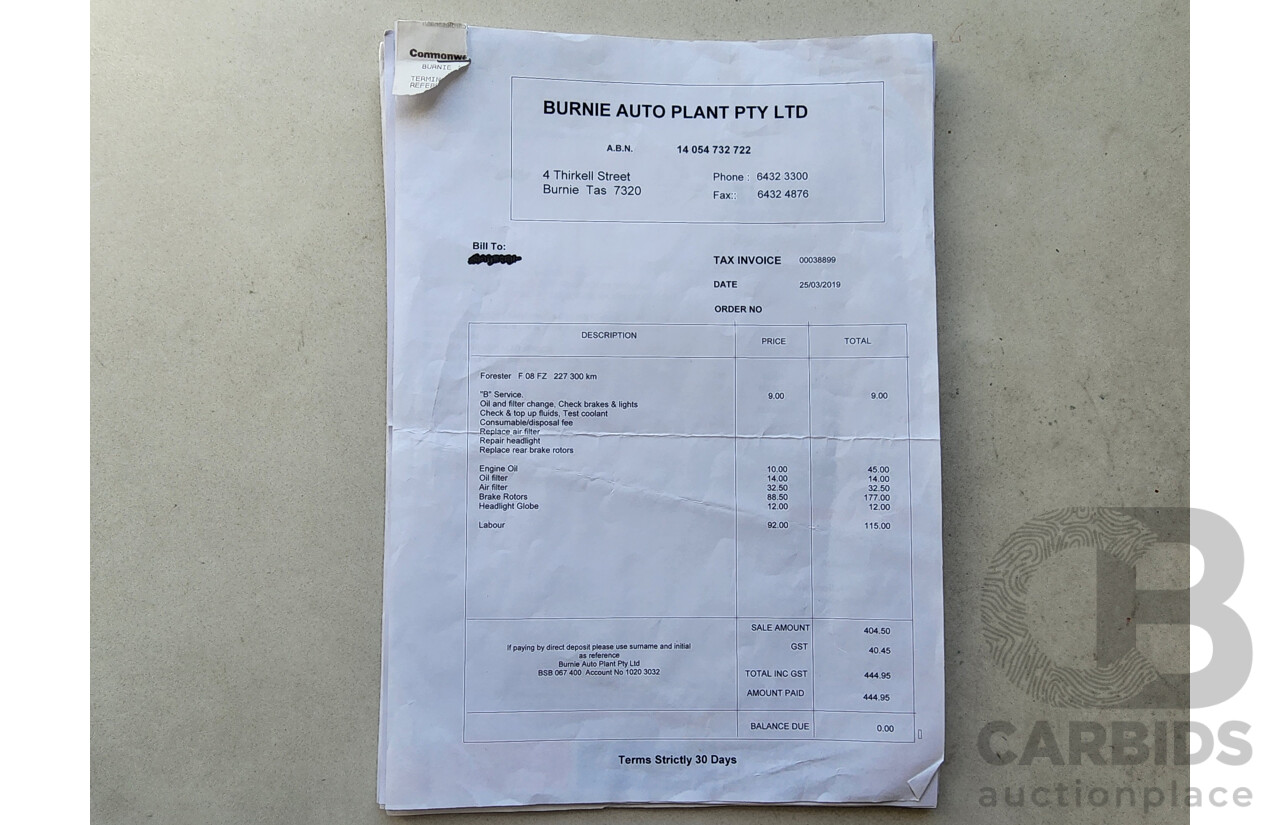 Commonwe
BURNIE
TERMI
REFER
BURNIE AUTO PLANT PTY LTD
A.B.N. 14 054 732 722
4 Thirkell Street Phone : 6432 3300
Burnie Tas 7320 Fax:: 6432 4876
Bill To:
TAX INVOICE 00038899
DATE 25/03/2019
ORDER NO
DESCRIPTION PRICE TOTAL
Forester F 08 FZ 227 300 km
"B" Service. 9.00 9.00
Oil and filter change, Check brakes & lights
Check & top up fluids, Test coolant
Consumable/disposal fee
Replace air filter
Repair headlight
Replace rear brake rotors
Engine Oil 10.00 45.00
Oil filter 14.00 14.00
Air filter 32.50 32.50
Brake Rotors 88.50 177.00
Headlight Globe 12.00 12.00
Labour 92.00 115.00
SALE AMOUNT 404.50
GST 40.45
If paying by direct deposit please use surname and initial
as reference
Burnie Auto Plant Pty Ltd
BSB 067 400 Account No 1020 3032
TOTAL INC GST 444.95
AMOUNT PAID 444.95
BALANCE DUE 0.00
Terms Strictly 30 Days
CB
CARBIDS
auctionplace